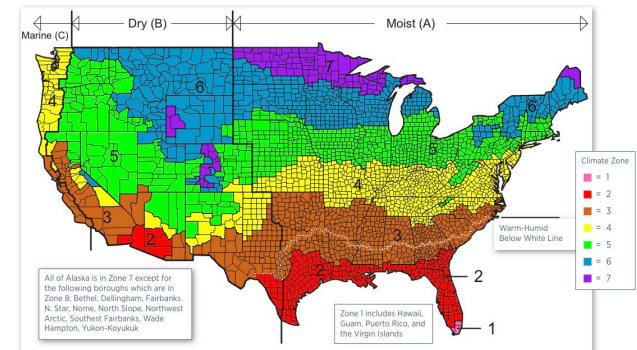 Marine (C)
Dry (B)
Moist (A)
7
6
6
4
5
5
4
3
3
2
2
2
1
Climate Zone
= 1
= 2
= 3
= 4
= 5
= 6
= 7
Warm-Humid
Below White Line
All of Alaska is in Zone 7 except for
the following boroughs which are in
Zone 8: Bethel, Dellingham, Fairbanks
N. Star, Nome, North Slope, Northwest
Arctic, Southest Fairbanks, Wade
Hampton, Yukon-Koyukuk
Zone 1 includes Hawaii,
Guam, Puerto Rico, and
the Virgin Islands